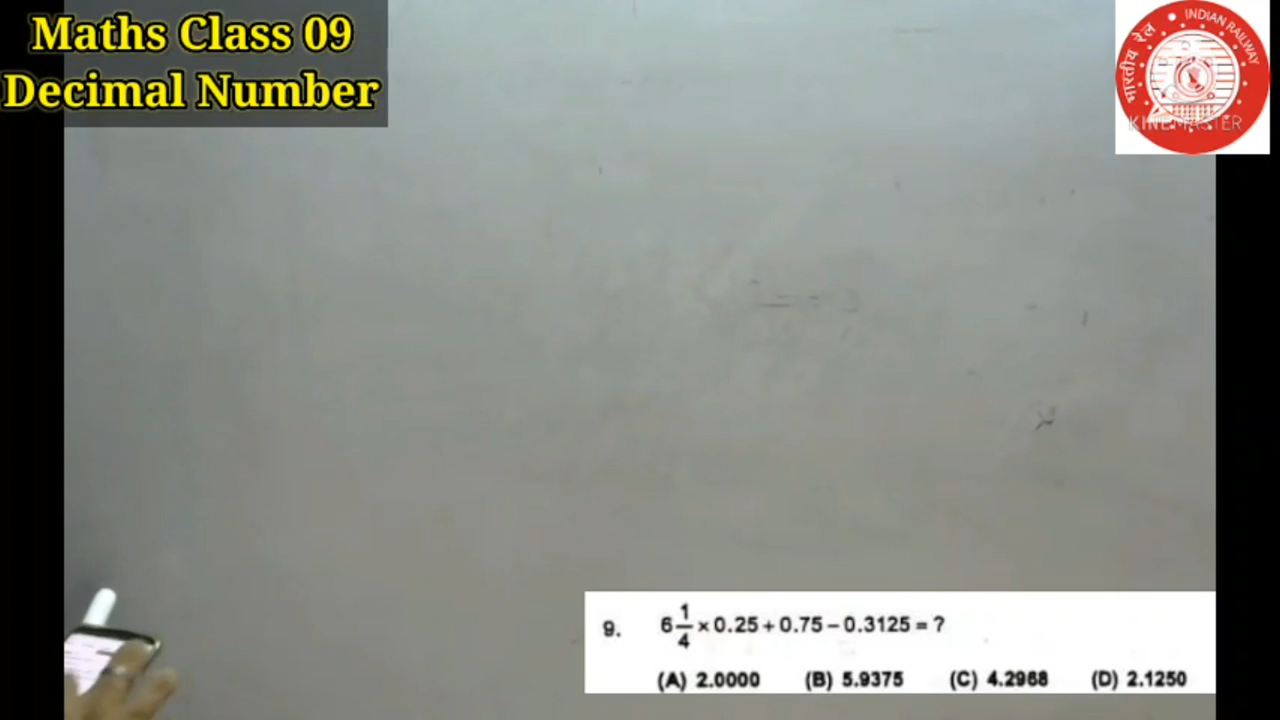 Maths Class 09
Decimal Number
भारतीय रेल
INDIAN RAILWAY
KINEMASTER
9. 6 1/4 × 0.25 + 0.75 – 0.3125 = ?
(A) 2.0000 (B) 5.9375 (C) 4.2968 (D) 2.1250